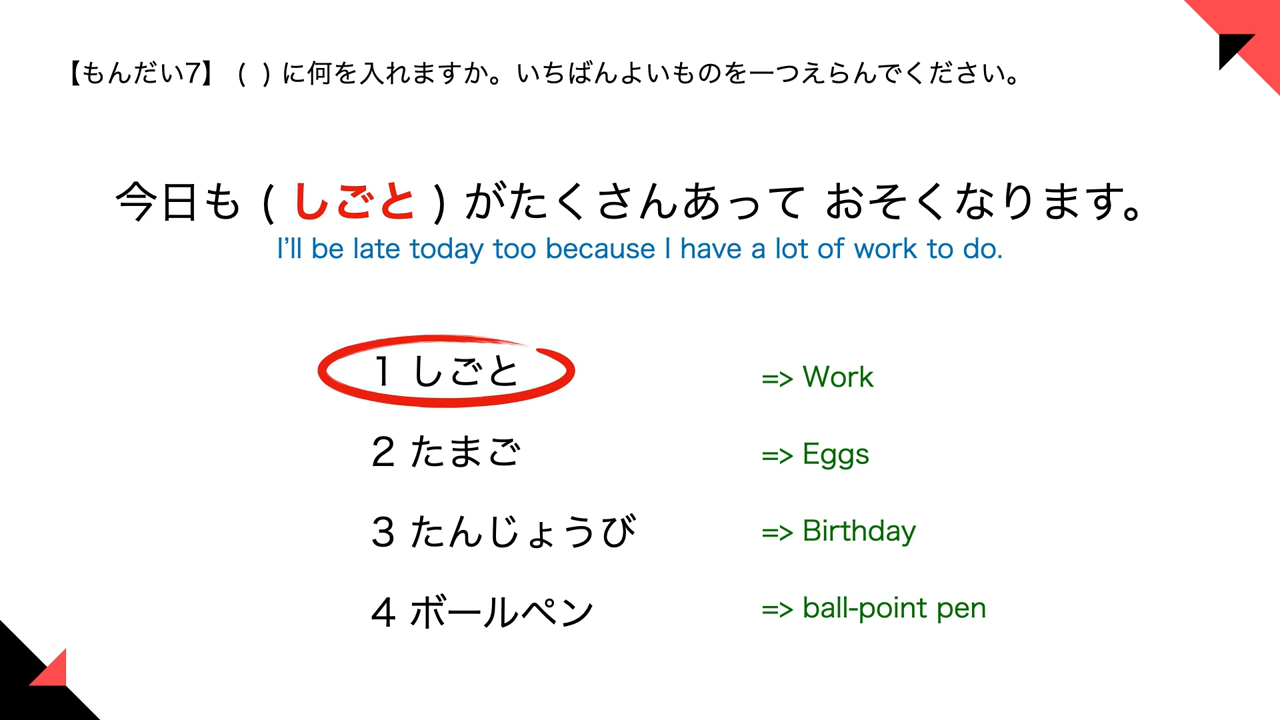 【もんだい7】 ( ) に何を入れますか。いちばんよいものを一つえらんでください。
今日も ( しごと ) がたくさんあって おそくなります。
I’ll be late today too because I have a lot of work to do.
1 しごと => Work
2 たまご => Eggs
3 たんじょうび => Birthday
4 ボールペン => ball-point pen